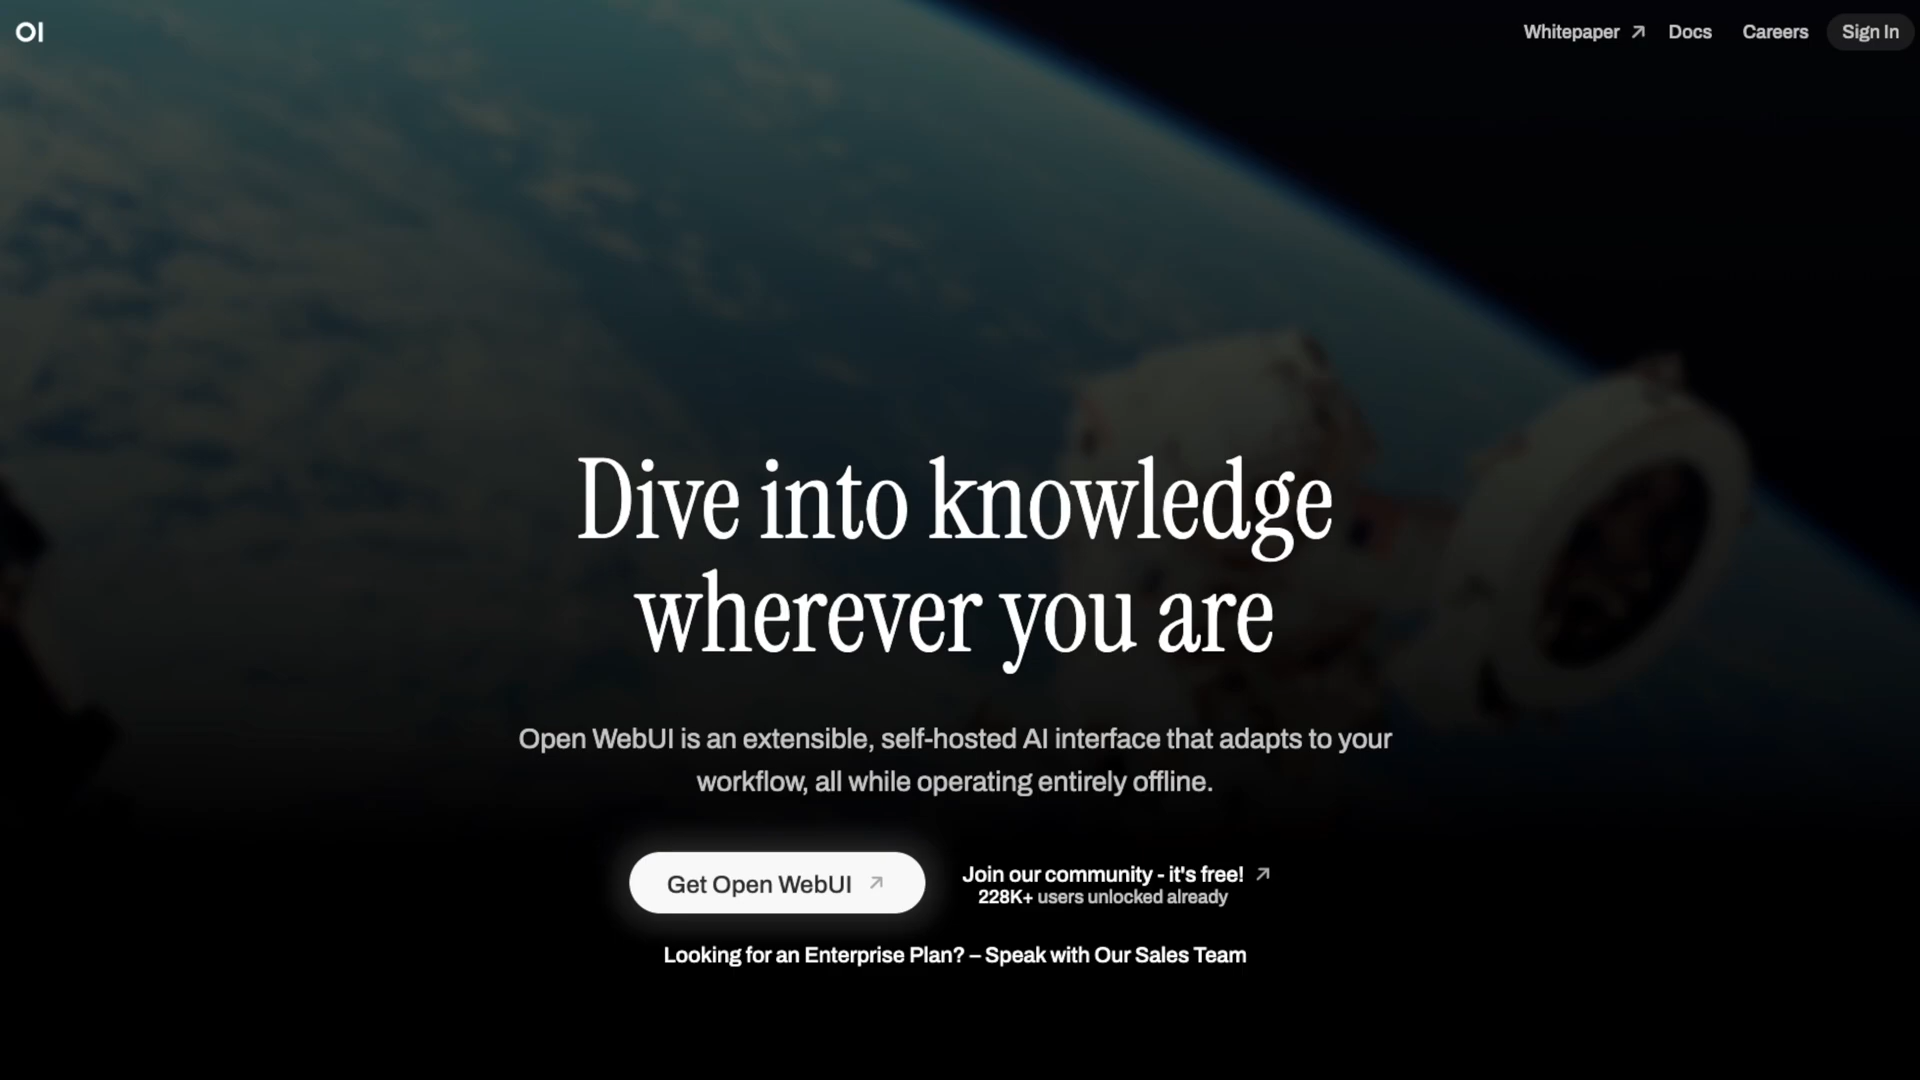 OI
Whitepaper ↗
Docs
Careers
Sign In
Dive into knowledge
wherever you are
Open WebUI is an extensible, self-hosted AI interface that adapts to your
workflow, all while operating entirely offline.
Get Open WebUI ↗
Join our community - it's free! ↗
228K+ users unlocked already
Looking for an Enterprise Plan? – Speak with Our Sales Team